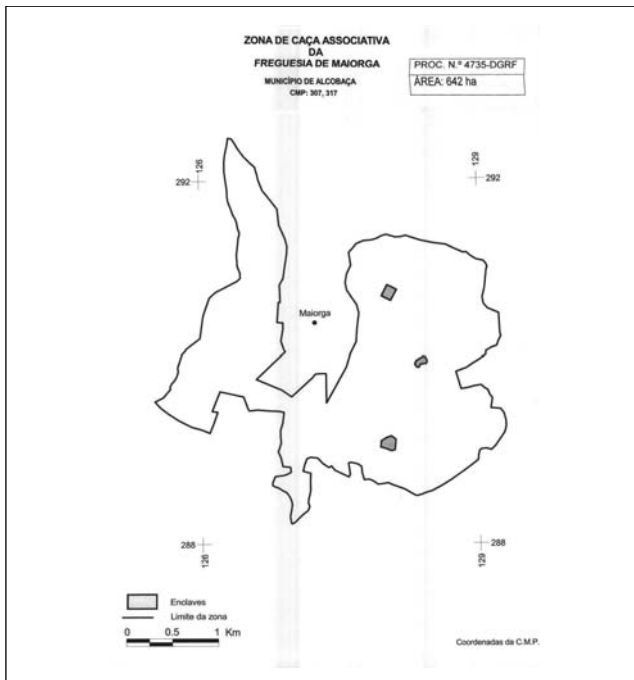 ZONA DE CAÇA ASSOCIATIVA
DA
FREGUESIA DE MAIORGA
MUNICÍPIO DE ALCOBAÇA
CMP: 307, 317
PROC. N.º 4735-DGRF
ÁREA: 642 ha
126
292
129
292
Maiorga
288
126
288
129
Enclaves
Limite da zona
0 0.5 1 Km
Coordenadas da C.M.P.